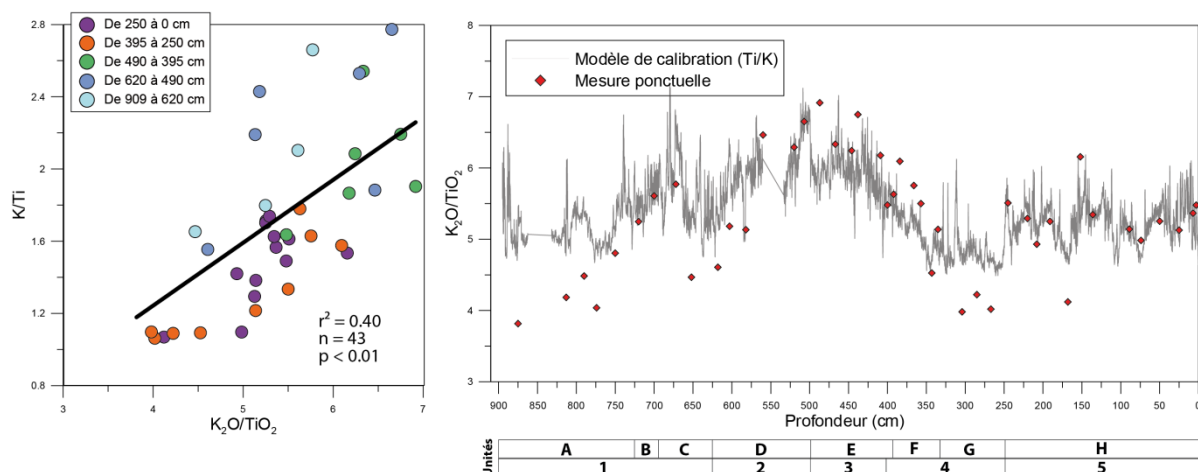 De 250 à 0 cm
De 395 à 250 cm
De 490 à 395 cm
De 620 à 490 cm
De 909 à 620 cm
K/Ti
2.8
2.4
2
1.6
1.2
0.8
r² = 0.40
n = 43
p < 0.01
3 4 5 6 7
K₂O/TiO₂
Modèle de calibration (Ti/K)
Mesure ponctuelle
K₂O/TiO₂
8
7
6
5
4
3
900 850 800 750 700 650 600 550 500 450 400 350 300 250 200 150 100 50 0
Profondeur (cm)
Unités
A B C D E F G H
1 2 3 4 5